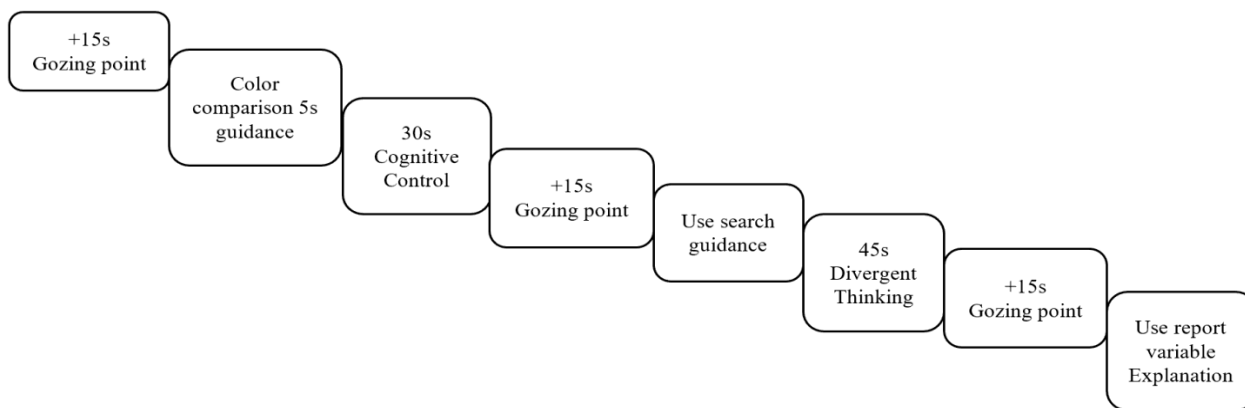 +15s
Gozing point
Color
comparison 5s
guidance
30s
Cognitive
Control
+15s
Gozing point
Use search
guidance
45s
Divergent
Thinking
+15s
Gozing point
Use report
variable
Explanation